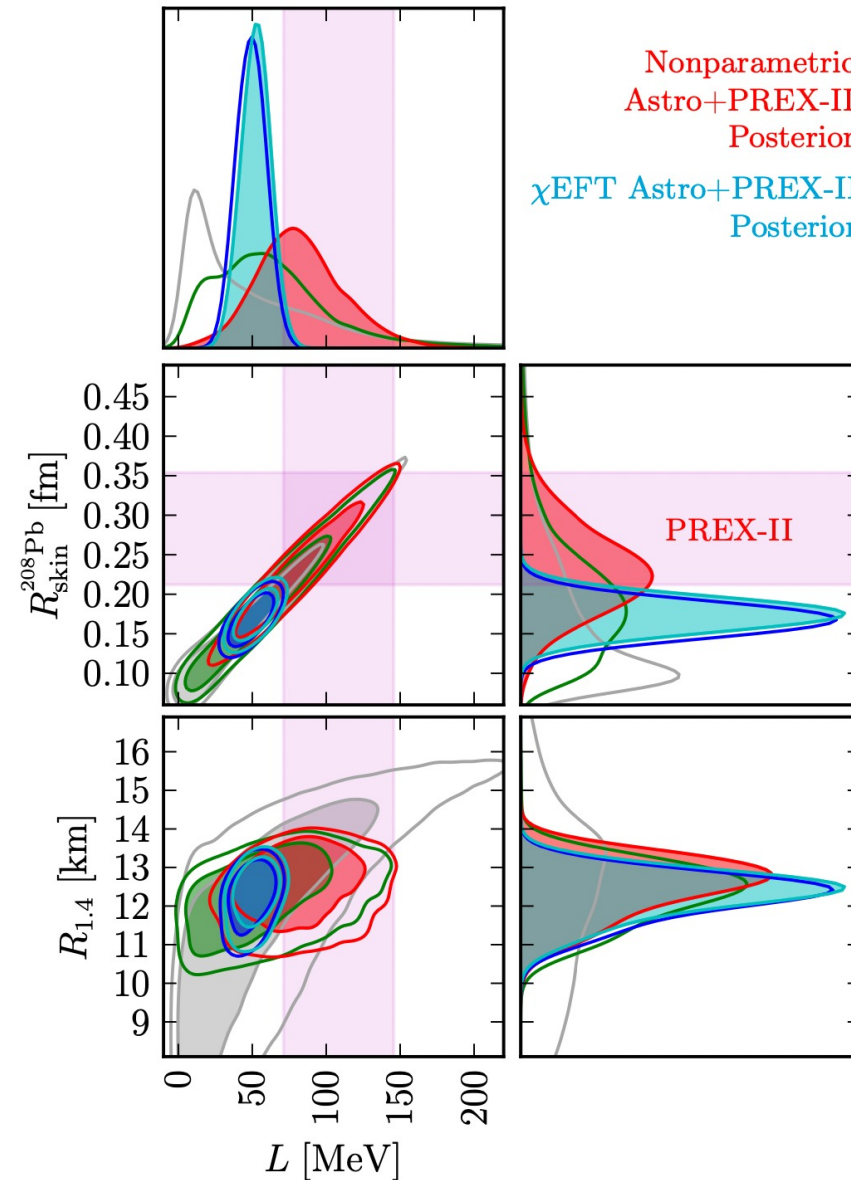 Nonparametric
Astro+PREX-II
Posterior
χEFT Astro+PREX-II
Posterior
0.45
0.40
0.35
0.30
0.25
0.20
0.15
0.10
R_skin^208Pb [fm]
PREX-II
16
15
14
13
12
11
10
9
R_1.4 [km]
0
50
100
150
200
L [MeV]